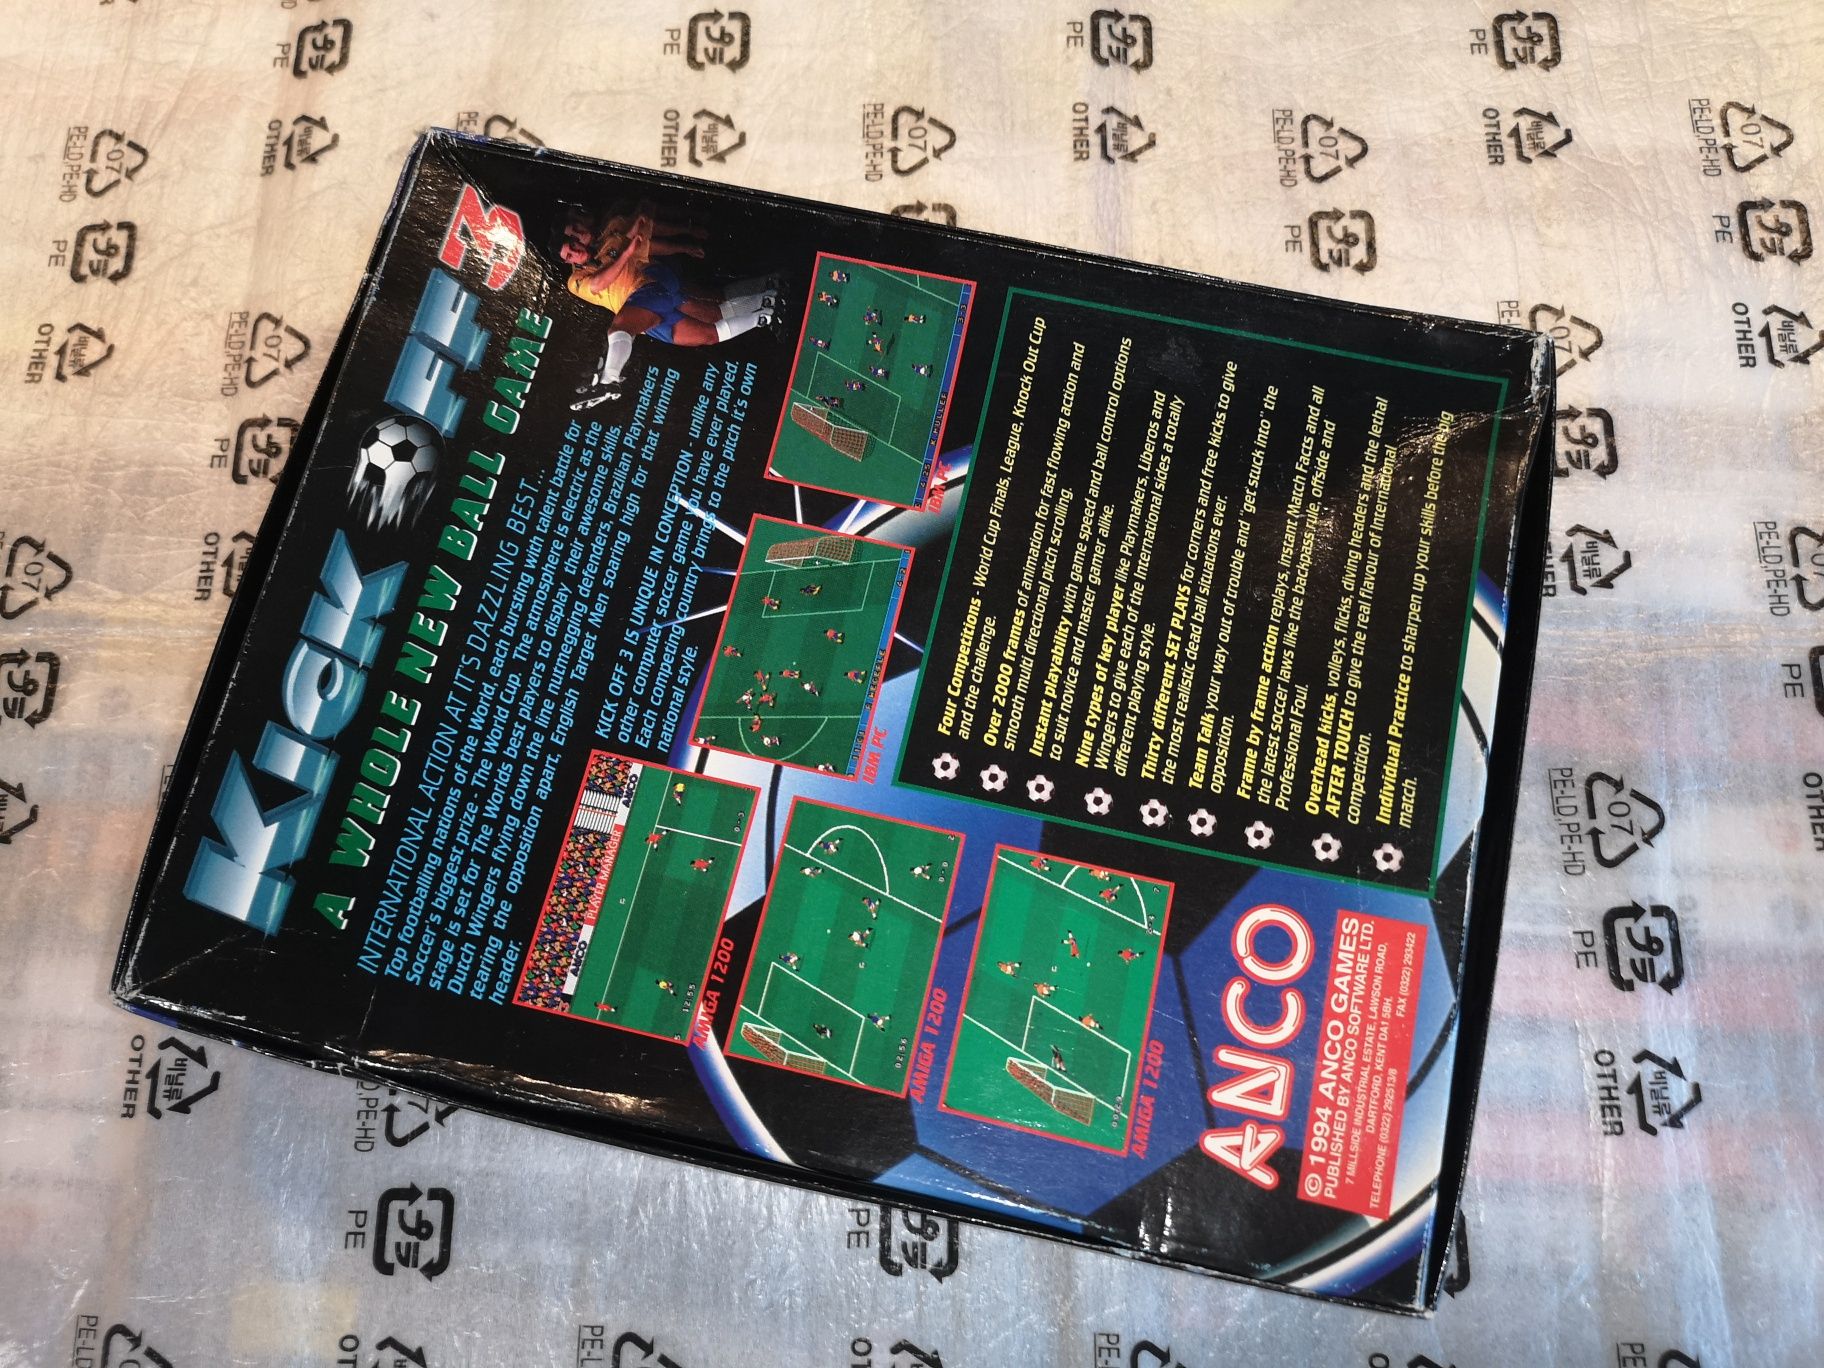 Kick OFF 3
A WHOLE NEW BALL GAME
INTERNATIONAL ACTION AT IT'S DAZZLING BEST...
Top footballing nations of the World, each bursting with talent battle for
Soccer's biggest prize - The World Cup. The atmosphere is electric as the
stage is set for The Worlds best players to display their awesome skills.
Dutch Wingers flying down the line nutmegging defenders, Brazilian Playmakers
tearing the opposition apart, English Target Men soaring high for that winning
header.
KICK OFF 3 IS UNIQUE IN CONCEPTION - unlike any
other computer soccer game you have ever played.
Each competing country brings to the pitch it's own
national style.
ANCO PLAYER MANAGER ANCO
AMIGA 1200
IBM PC
IBM PC
AMIGA 1200
AMIGA 1200
Four Competitions - World Cup Finals, League, Knock Out Cup
and the challenge.
Over 2000 frames of animation for fast, flowing action and
smooth multi directional pitch scrolling.
Instant playability with game speed and ball control options
to suit novice and master gamer alike.
Nine types of key player like Playmakers, Liberos and
Wingers to give each of the International sides a totally
different playing style.
Thirty different SET PLAYS for corners and free kicks to give
the most realistic dead ball situations ever.
Team Talk your way out of trouble and "get stuck into" the
opposition.
Frame by frame action replays, Instant Match Facts and all
the latest soccer laws like the backpass rule, offside and
Professional Foul.
Overhead kicks, volleys, flicks, diving headers and the lethal
AFTER TOUCH to give the real flavour of International
competition.
Individual Practice to sharpen up your skills before the big
match.
ANCO
© 1994 ANCO GAMES
PUBLISHED BY ANCO SOFTWARE LTD.
7 MILLSIDE INDUSTRIAL ESTATE, LAWSON ROAD,
DARTFORD, KENT DA1 5BH.
TELEPHONE (0322) 292513/8 FAX (0322) 293422
プラ
PE
비닐류
OTHER
07
PE-LD,PE-HD